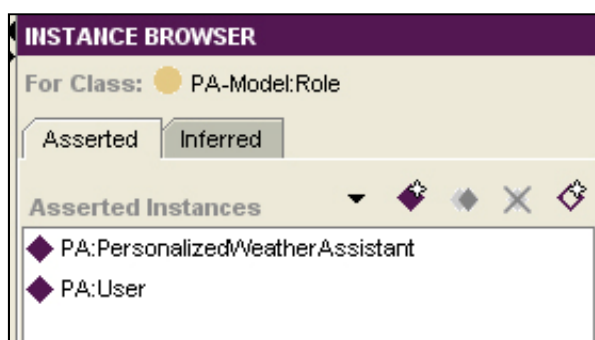 INSTANCE BROWSER
For Class: PA-Model:Role
Asserted Inferred
Asserted Instances
PA:PersonalizedWeatherAssistant
PA:User